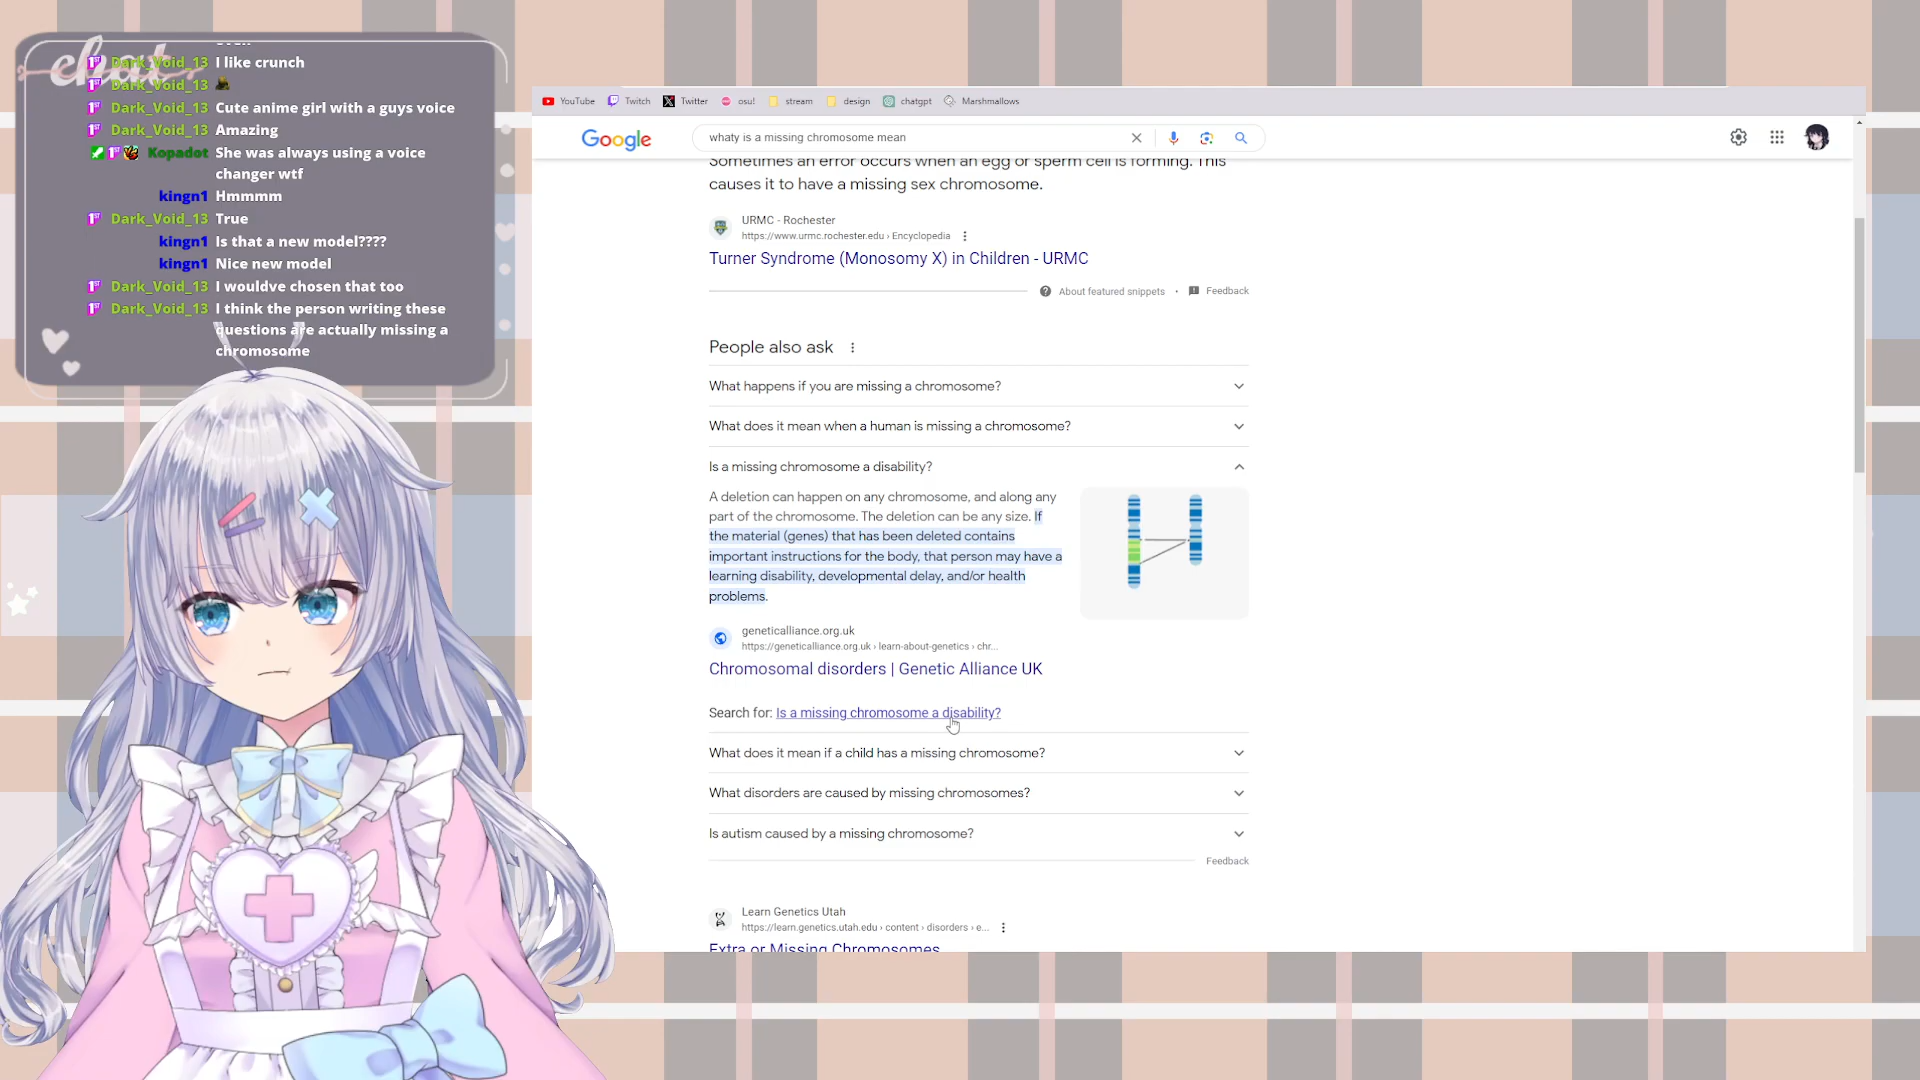 chat
Dark_Void_13 I like crunch
Dark_Void_13
Dark_Void_13 Cute anime girl with a guys voice
Dark_Void_13 Amazing
Kopadot She was always using a voice
changer wtf
kingn1 Hmmmm
Dark_Void_13 True
kingn1 Is that a new model????
kingn1 Nice new model
Dark_Void_13 I wouldve chosen that too
Dark_Void_13 I think the person writing these
questions are actually missing a
chromosome
YouTube Twitch Twitter osu! stream design chatgpt Marshmallows
Google whaty is a missing chromosome mean
Sometimes an error occurs when an egg or sperm cell is forming. This
causes it to have a missing sex chromosome.
URMC - Rochester
https://www.urmc.rochester.edu › Encyclopedia
Turner Syndrome (Monosomy X) in Children - URMC
About featured snippets • Feedback
People also ask
What happens if you are missing a chromosome?
What does it mean when a human is missing a chromosome?
Is a missing chromosome a disability?
A deletion can happen on any chromosome, and along any
part of the chromosome. The deletion can be any size. If
the material (genes) that has been deleted contains
important instructions for the body, that person may have a
learning disability, developmental delay, and/or health
problems.
geneticalliance.org.uk
https://geneticalliance.org.uk › learn-about-genetics › chr...
Chromosomal disorders | Genetic Alliance UK
Search for: Is a missing chromosome a disability?
What does it mean if a child has a missing chromosome?
What disorders are caused by missing chromosomes?
Is autism caused by a missing chromosome?
Feedback
Learn Genetics Utah
https://learn.genetics.utah.edu › content › disorders › e...
Extra or Missing Chromosomes